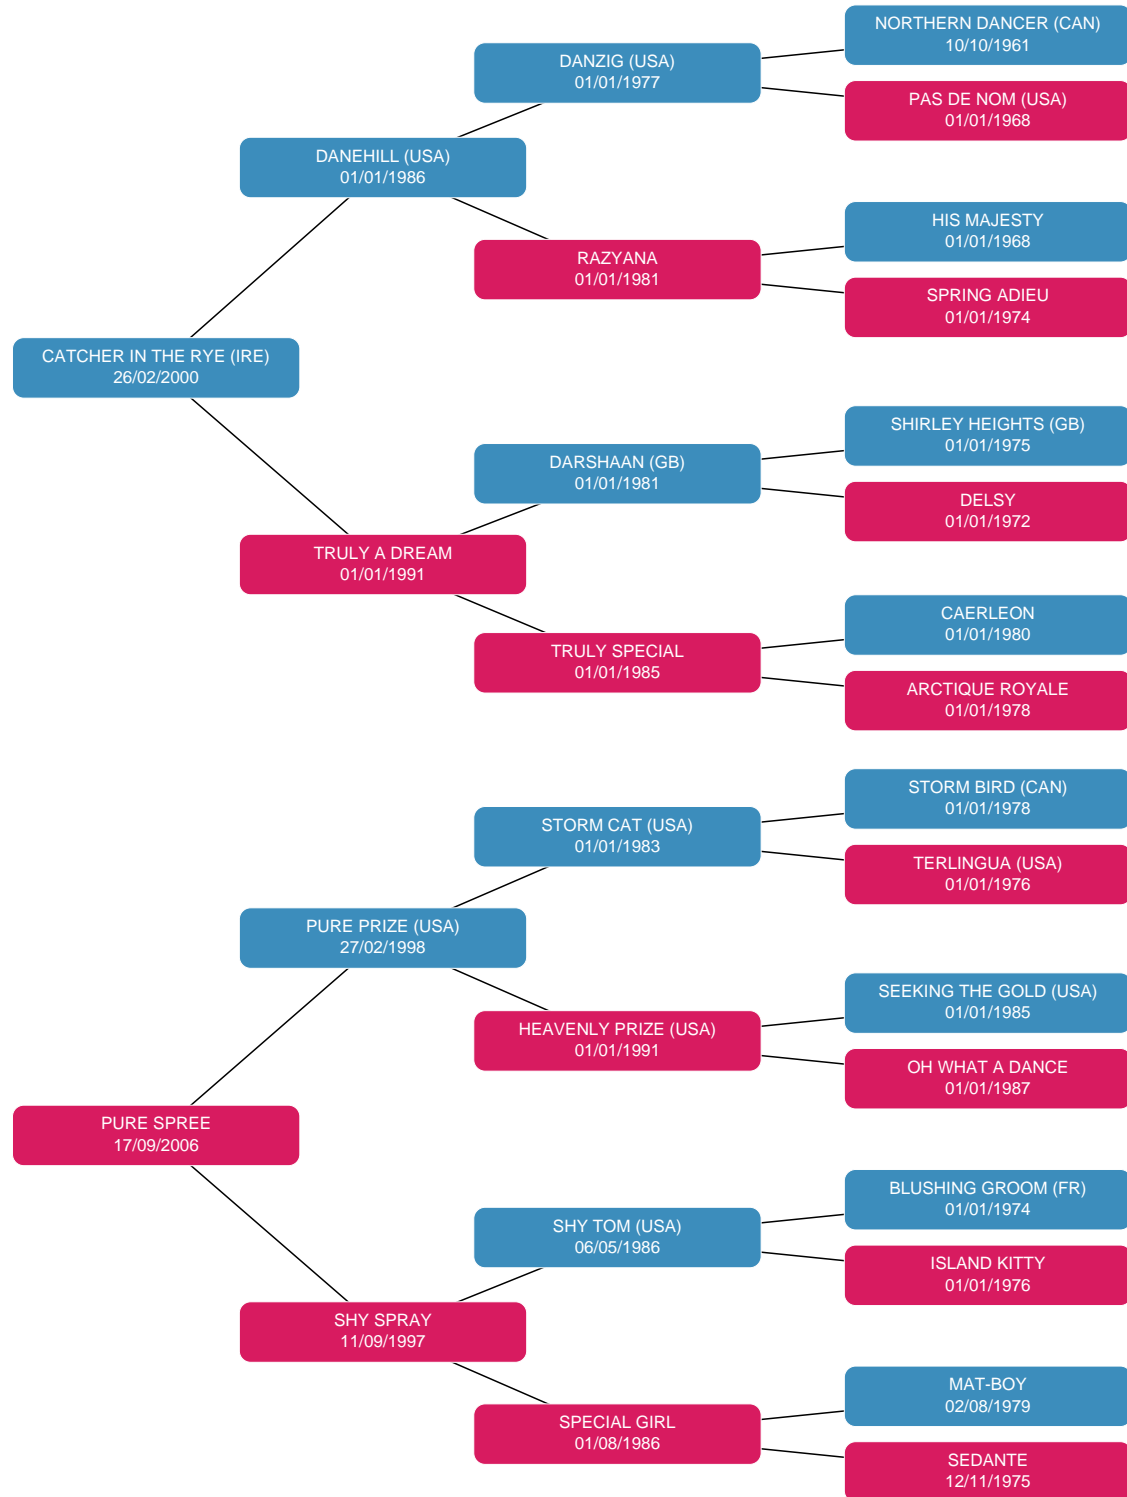 NORTHERN DANCER (CAN)
10/10/1961
DANZIG (USA)
01/01/1977
PAS DE NOM (USA)
01/01/1968
DANEHILL (USA)
01/01/1986
HIS MAJESTY
01/01/1968
RAZYANA
01/01/1981
SPRING ADIEU
01/01/1974
CATCHER IN THE RYE (IRE)
26/02/2000
SHIRLEY HEIGHTS (GB)
01/01/1975
DARSHAAN (GB)
01/01/1981
DELSY
01/01/1972
TRULY A DREAM
01/01/1991
CAERLEON
01/01/1980
TRULY SPECIAL
01/01/1985
ARCTIQUE ROYALE
01/01/1978
STORM BIRD (CAN)
01/01/1978
STORM CAT (USA)
01/01/1983
TERLINGUA (USA)
01/01/1976
PURE PRIZE (USA)
27/02/1998
SEEKING THE GOLD (USA)
01/01/1985
HEAVENLY PRIZE (USA)
01/01/1991
OH WHAT A DANCE
01/01/1987
PURE SPREE
17/09/2006
BLUSHING GROOM (FR)
01/01/1974
SHY TOM (USA)
06/05/1986
ISLAND KITTY
01/01/1976
SHY SPRAY
11/09/1997
MAT-BOY
02/08/1979
SPECIAL GIRL
01/08/1986
SEDANTE
12/11/1975